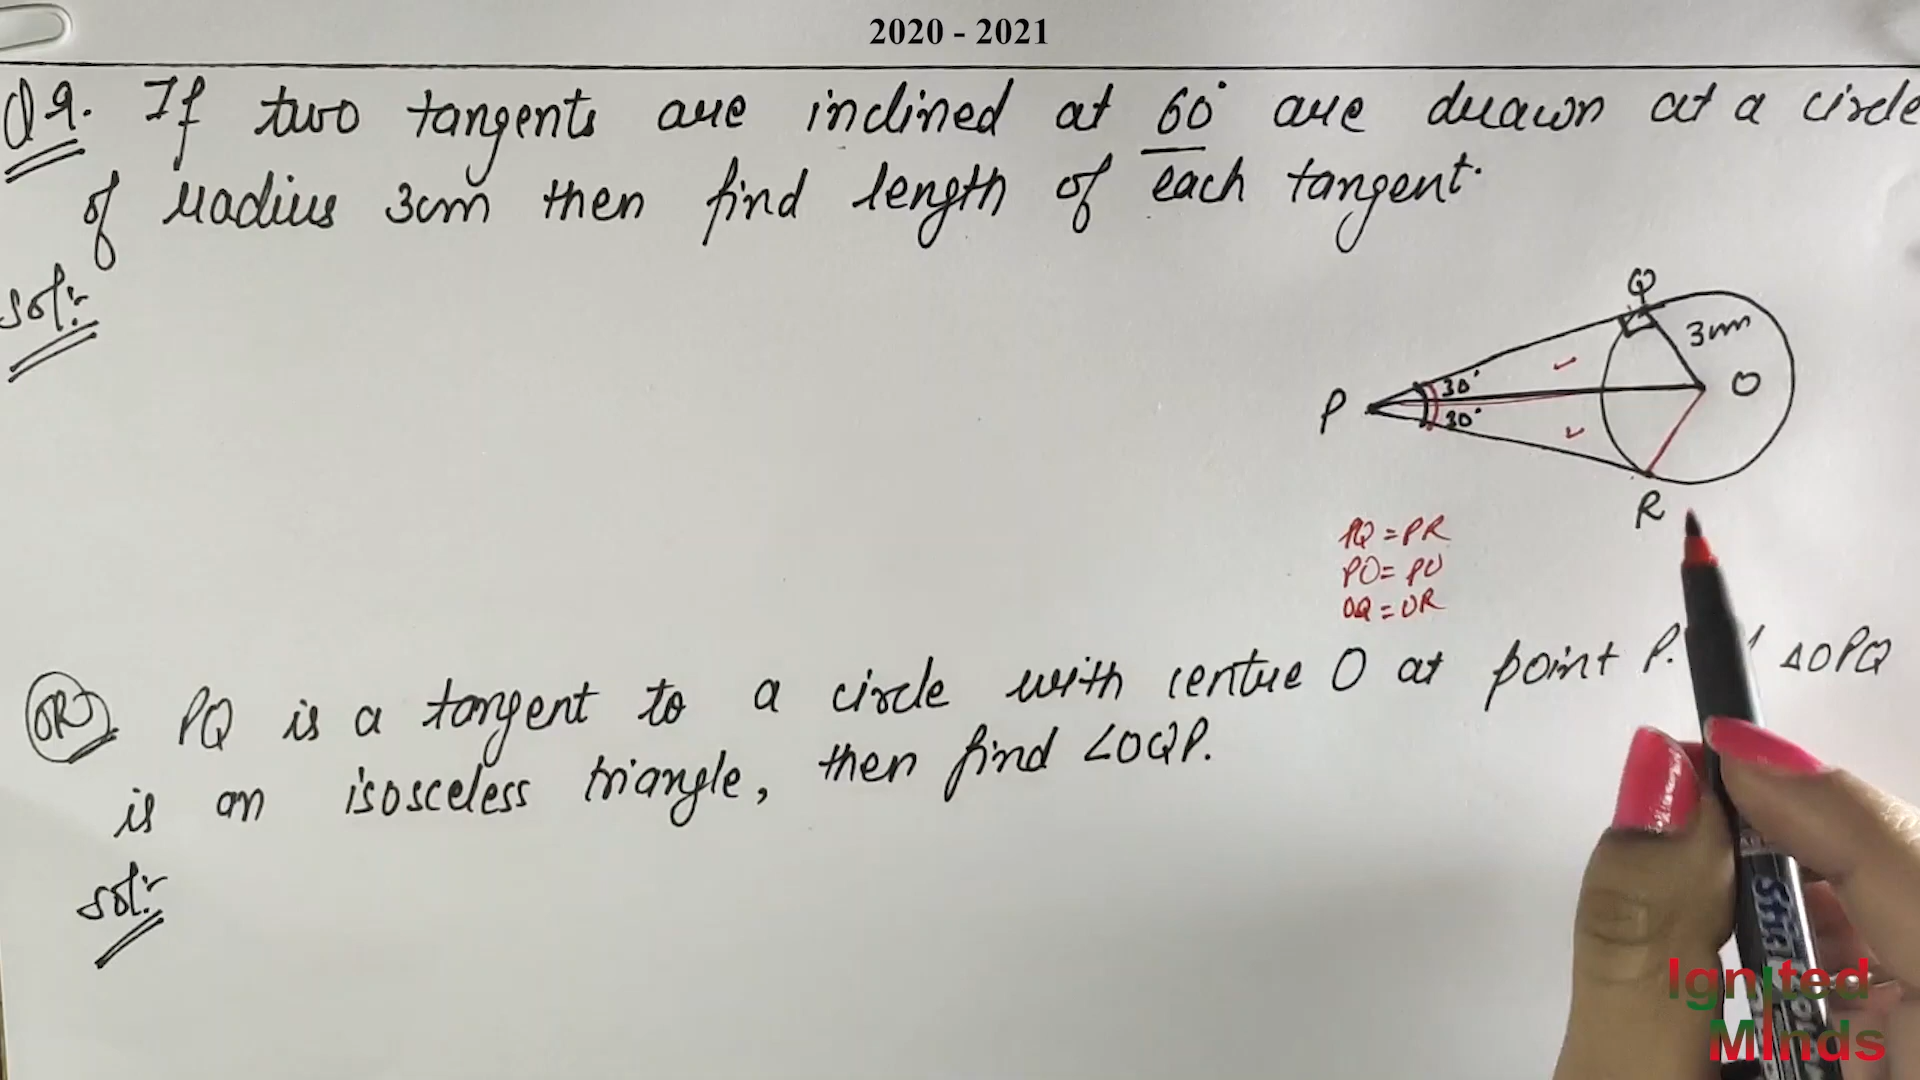 2020 - 2021
Q9. If two tangents are inclined at 60° are drawn at a circle
of radius 3cm then find length of each tangent.
Sol:-
Q
3cm
30°
O
P
30°
R
PQ = PR
PO = PO
OQ = OR
OR PQ is a tangent to a circle with centre O at point P. ΔOPQ
is an isosceless triangle, then find ∠OQP.
Sol:-
Ignited
Minds